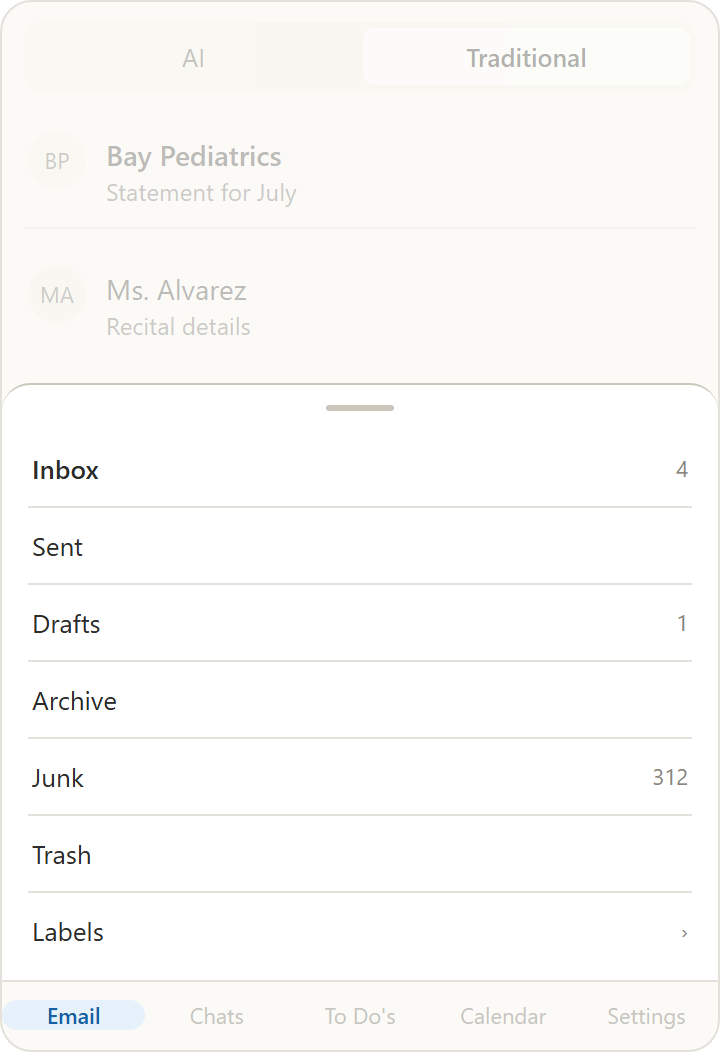 AI Traditional
BP Bay Pediatrics
Statement for July
MA Ms. Alvarez
Recital details
Inbox 4
Sent
Drafts 1
Archive
Junk 312
Trash
Labels ›
Email Chats To Do's Calendar Settings